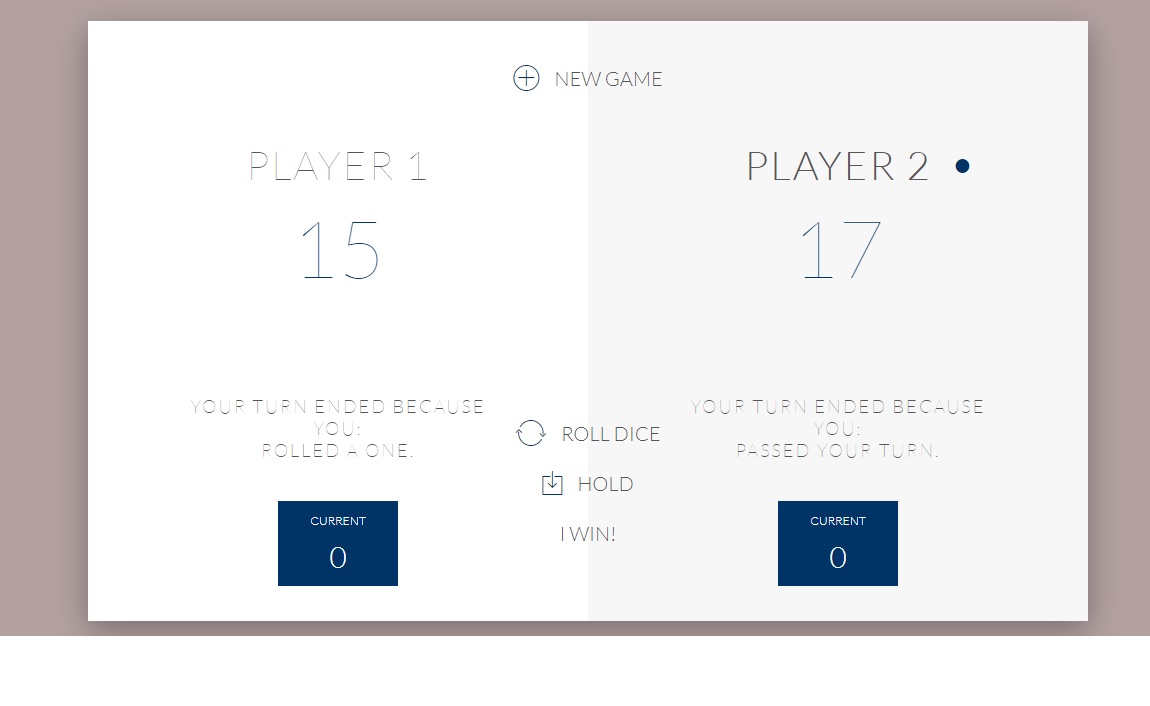 NEW GAME
PLAYER 1
15
YOUR TURN ENDED BECAUSE
YOU:
ROLLED A ONE.
CURRENT
0
PLAYER 2
17
YOUR TURN ENDED BECAUSE
YOU:
PASSED YOUR TURN.
CURRENT
0
ROLL DICE
HOLD
I WIN!